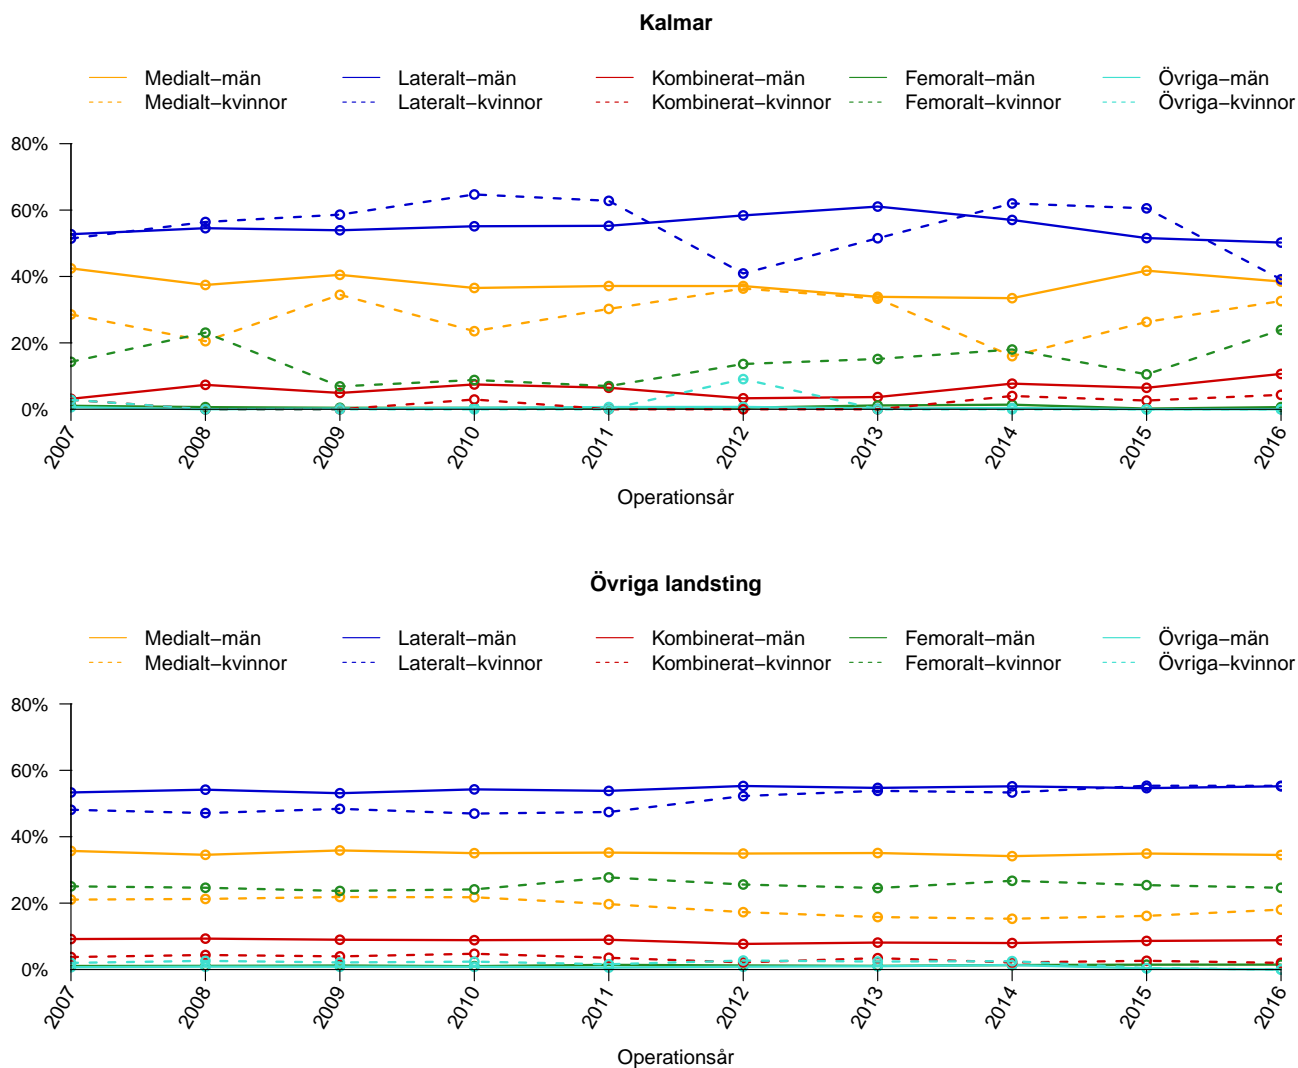 Kalmar
Medialt−män Lateralt−män Kombinerat−män Femoralt−män Övriga−män
Medialt−kvinnor Lateralt−kvinnor Kombinerat−kvinnor Femoralt−kvinnor Övriga−kvinnor
80%
60%
40%
20%
0%
2007 2008 2009 2010 2011 2012 2013 2014 2015 2016
Operationsår
Övriga landsting
Medialt−män Lateralt−män Kombinerat−män Femoralt−män Övriga−män
Medialt−kvinnor Lateralt−kvinnor Kombinerat−kvinnor Femoralt−kvinnor Övriga−kvinnor
80%
60%
40%
20%
0%
2007 2008 2009 2010 2011 2012 2013 2014 2015 2016
Operationsår